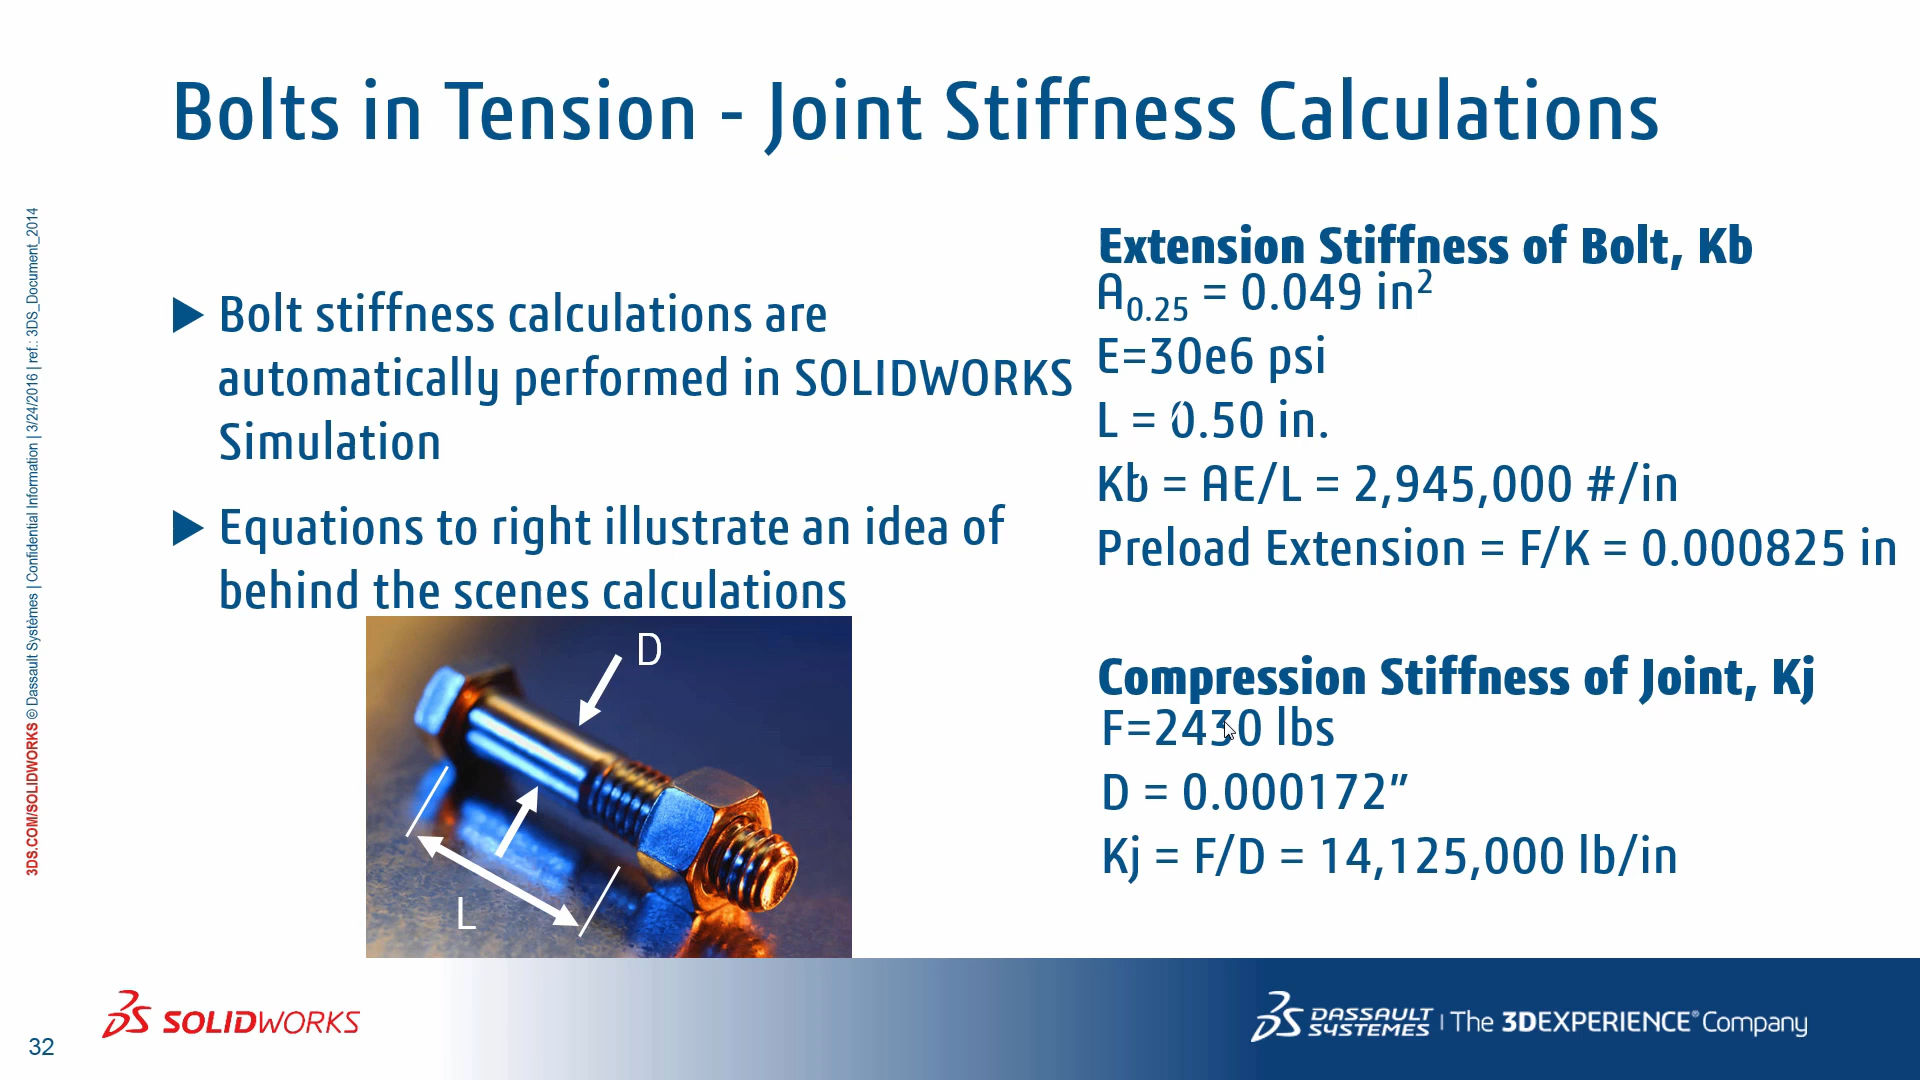 Bolts in Tension - Joint Stiffness Calculations
▶ Bolt stiffness calculations are
automatically performed in SOLIDWORKS
Simulation
▶ Equations to right illustrate an idea of
behind the scenes calculations
D
L
Extension Stiffness of Bolt, Kb
A₀.₂₅ = 0.049 in²
E=30e6 psi
L = 0.50 in.
Kb = AE/L = 2,945,000 #/in
Preload Extension = F/K = 0.000825 in
Compression Stiffness of Joint, Kj
F=2430 lbs
D = 0.000172”
Kj = F/D = 14,125,000 lb/in
3DS.COM/SOLIDWORKS © Dassault Systèmes | Confidential Information | 3/24/2016 | ref.: 3DS_Document_2014
32
SOLIDWORKS
DASSAULT SYSTEMES | The 3DEXPERIENCE® Company